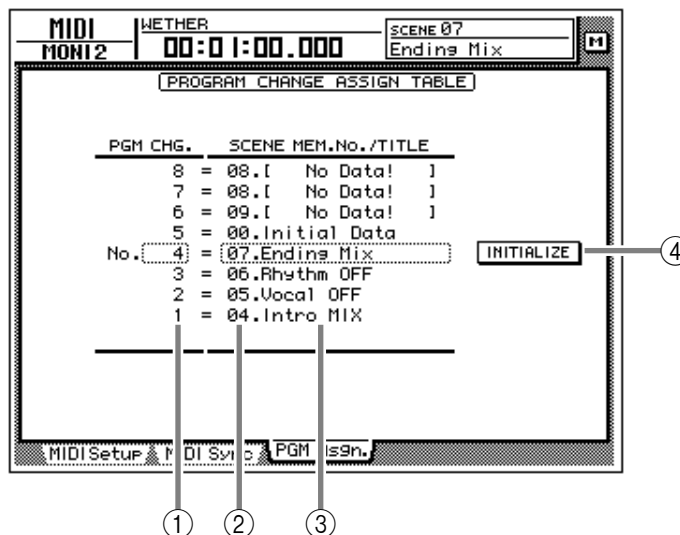 MIDI
MONI2
WETHER
00:01:00.000
SCENE 07
Ending Mix
M
PROGRAM CHANGE ASSIGN TABLE
PGM CHG. SCENE MEM.No./TITLE
8 = 08.[ No Data! ]
7 = 08.[ No Data! ]
6 = 09.[ No Data! ]
5 = 00.Initial Data
No. 4 = 07.Ending Mix
INITIALIZE
④
3 = 06.Rhythm OFF
2 = 05.Vocal OFF
1 = 04.Intro MIX
MIDI Setup MIDI Sync PGM Asgn.
① ② ③